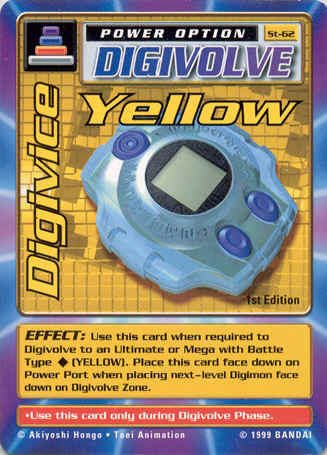 POWER OPTION
St-62
DIGIVOLVE
Digivice
Yellow
1st Edition
EFFECT: Use this card when required to
Digivolve to an Ultimate or Mega with Battle
Type ◆ (YELLOW). Place this card face down on
Power Port when placing next-level Digimon face
down on Digivolve Zone.
•Use this card only during Digivolve Phase.
© Akiyoshi Hongo • Toei Animation
© 1999 BANDAI